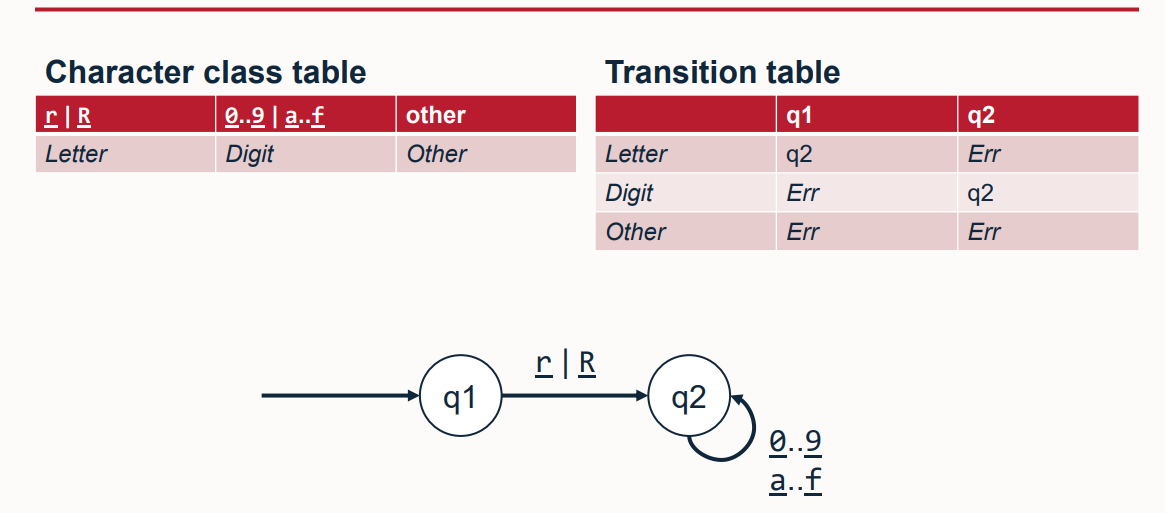 Character class table
r|R 0..9|a..f other
Letter Digit Other
Transition table
q1 q2
Letter q2 Err
Digit Err q2
Other Err Err
r|R
q1 q2
0..9
a..f